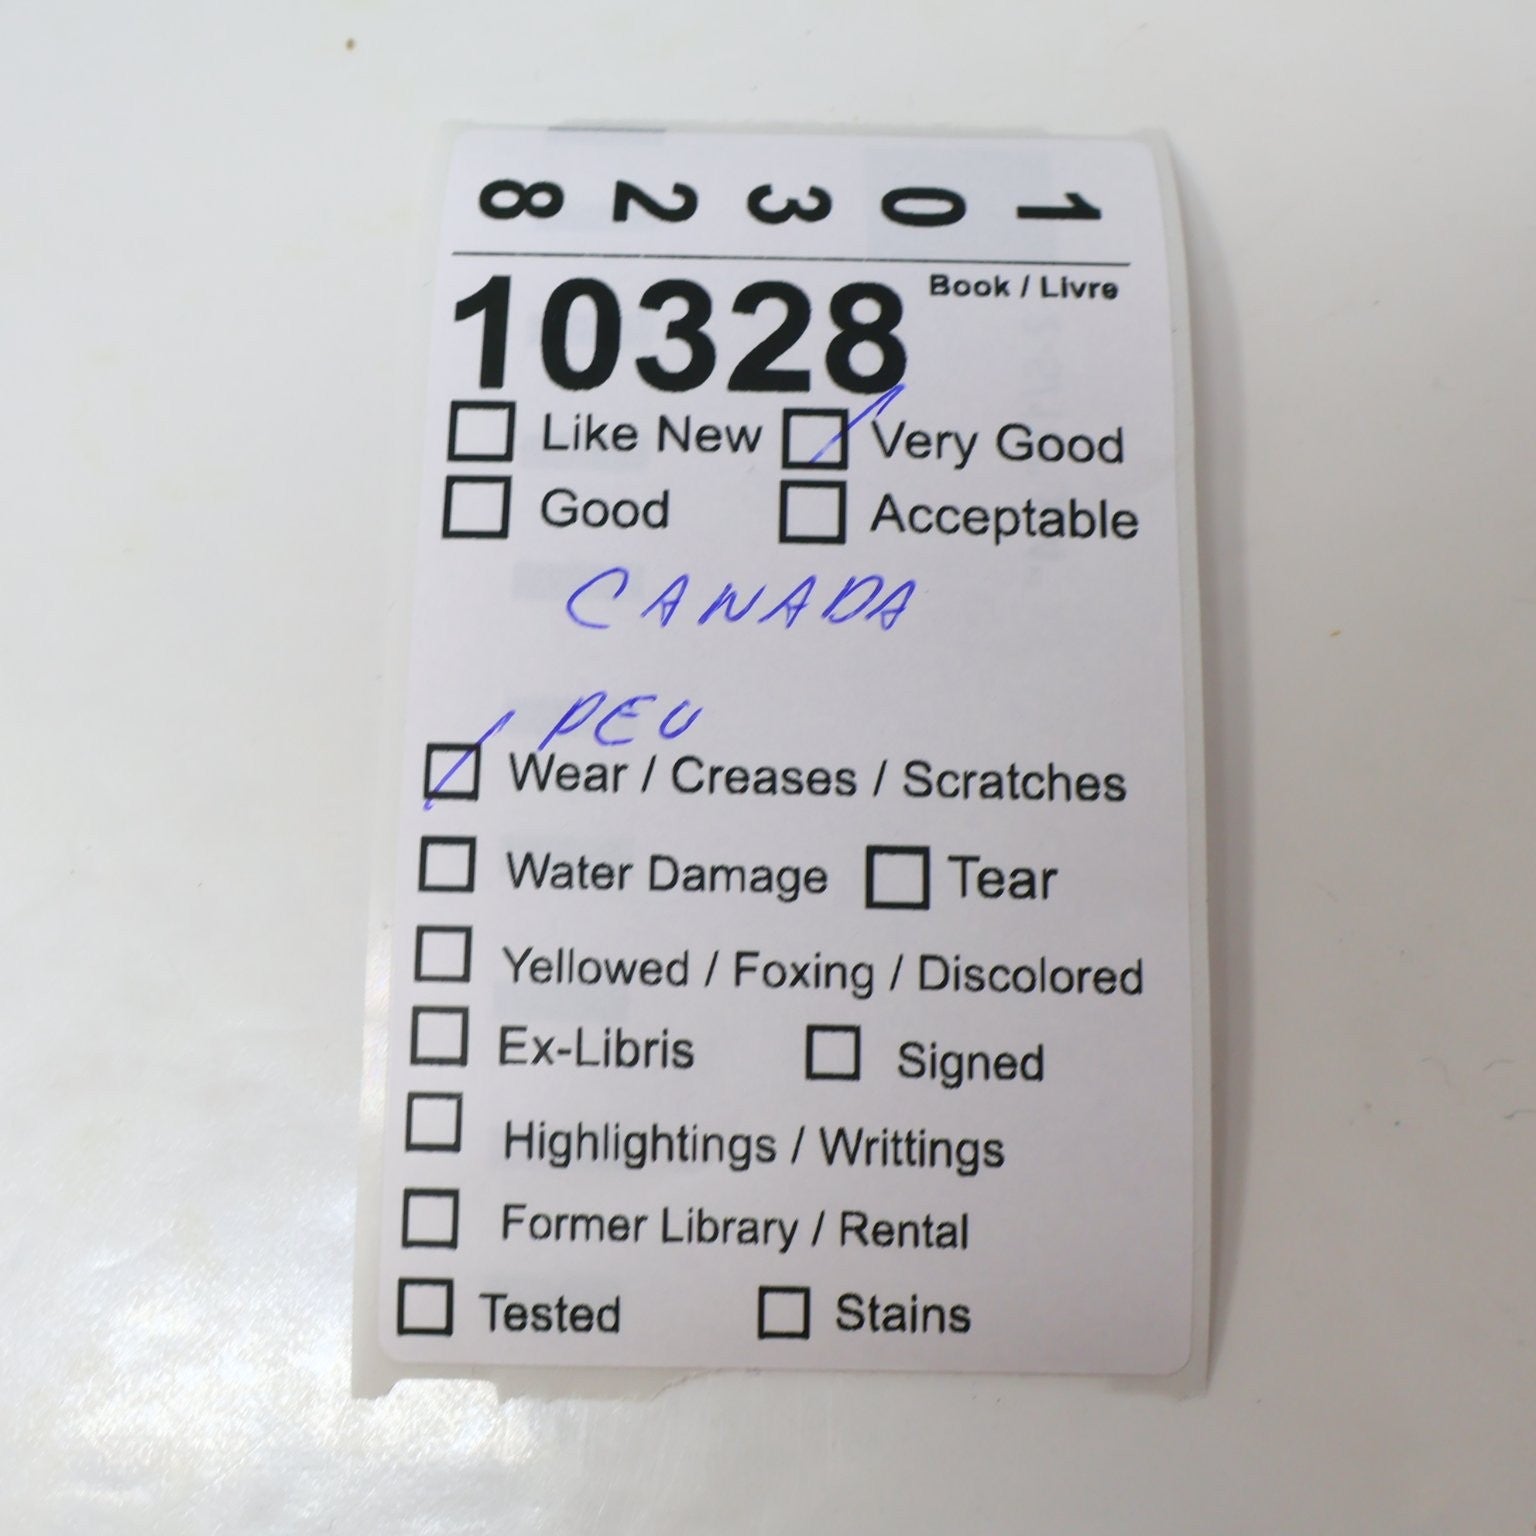 1 0 3 2 8
10328 Book / Livre
Like New Very Good
Good Acceptable
CANADA
PEU
Wear / Creases / Scratches
Water Damage Tear
Yellowed / Foxing / Discolored
Ex-Libris Signed
Highlightings / Writtings
Former Library / Rental
Tested Stains